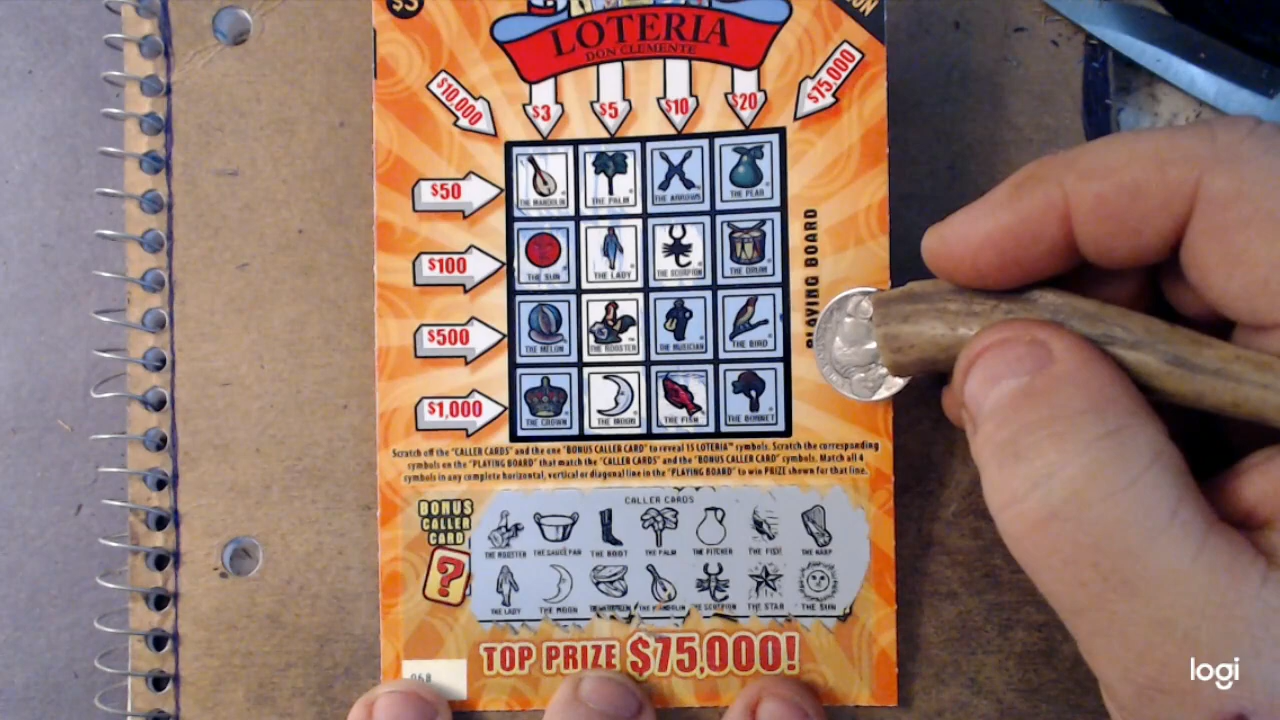 $3
LOTERIA
DON CLEMENTE
$10,000
$3
$5
$10
$20
$75,000
$50
THE MANDOLIN
THE PALM
THE ARROWS
THE PEAR
$100
THE SUN
THE LADY
THE SCORPION
THE DRUM
PLAYING BOARD
$500
THE MELON
THE ROOSTER
THE MUSICIAN
THE BIRD
$1,000
THE CROWN
THE MOON
THE FISH
THE BONNET
Scratch off the "CALLER CARDS" and the one "BONUS CALLER CARD" to reveal 15 LOTERIA™ symbols. Scratch the corresponding
symbols on the "PLAYING BOARD" that match the "CALLER CARDS" and the "BONUS CALLER CARD" symbols. Match all 4
symbols in any complete horizontal, vertical or diagonal line in the "PLAYING BOARD" to win PRIZE shown for that line.
BONUS
CALLER
CARD
?
CALLER CARDS
THE ROOSTER
THE SAUCEPAN
THE BOOT
THE PALM
THE PITCHER
THE FISH
THE HARP
THE LADY
THE MOON
THE MANDOLIN
THE SCORPION
THE STAR
THE SUN
TOP PRIZE $75,000!
068
logi